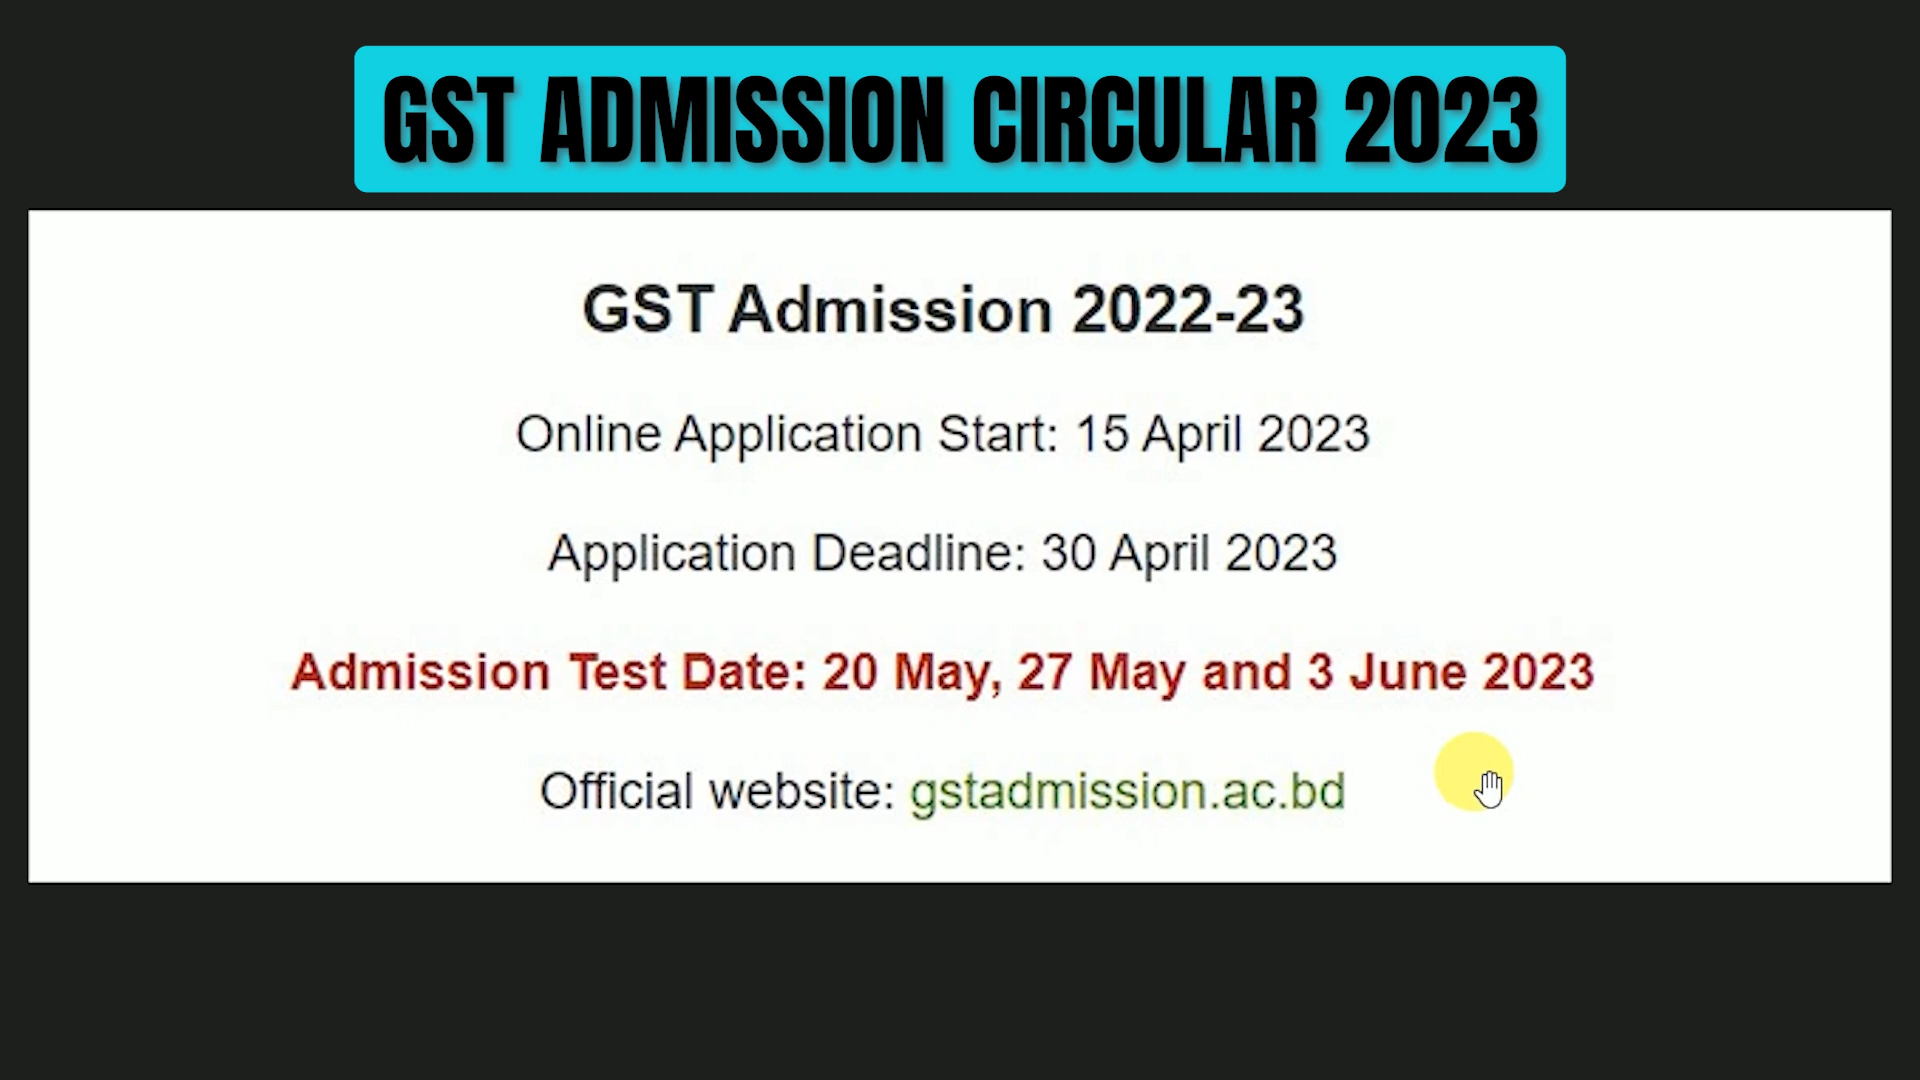 GST ADMISSION CIRCULAR 2023
GST Admission 2022-23
Online Application Start: 15 April 2023
Application Deadline: 30 April 2023
Admission Test Date: 20 May, 27 May and 3 June 2023
Official website: gstadmission.ac.bd